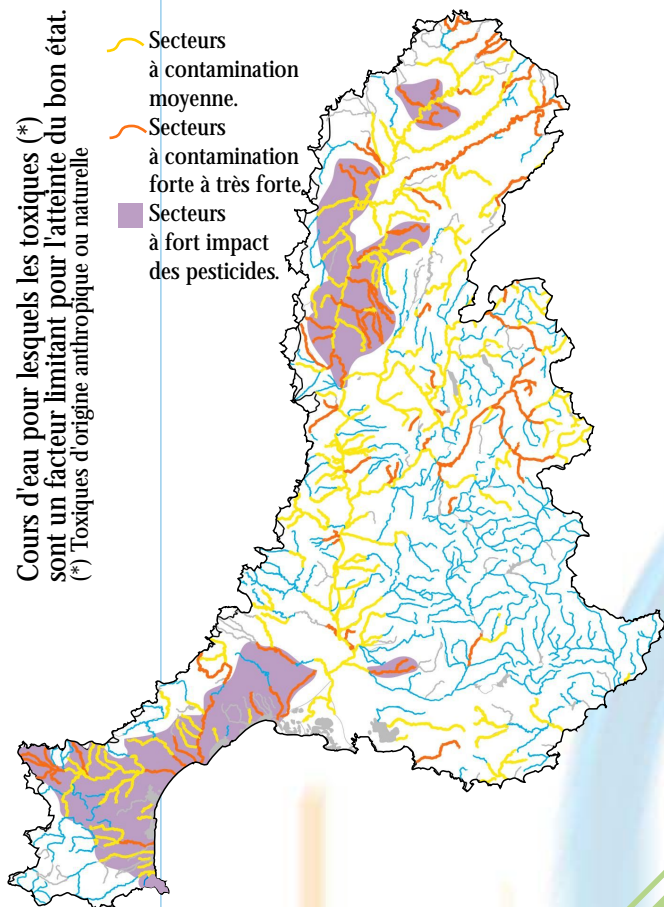 Cours d'eau pour lesquels les toxiques (*)
sont un facteur limitant pour l'atteinte du bon état.
(*) Toxiques d'origine anthropique ou naturelle
Secteurs
à contamination
moyenne.
Secteurs
à contamination
forte à très forte.
Secteurs
à fort impact
des pesticides.